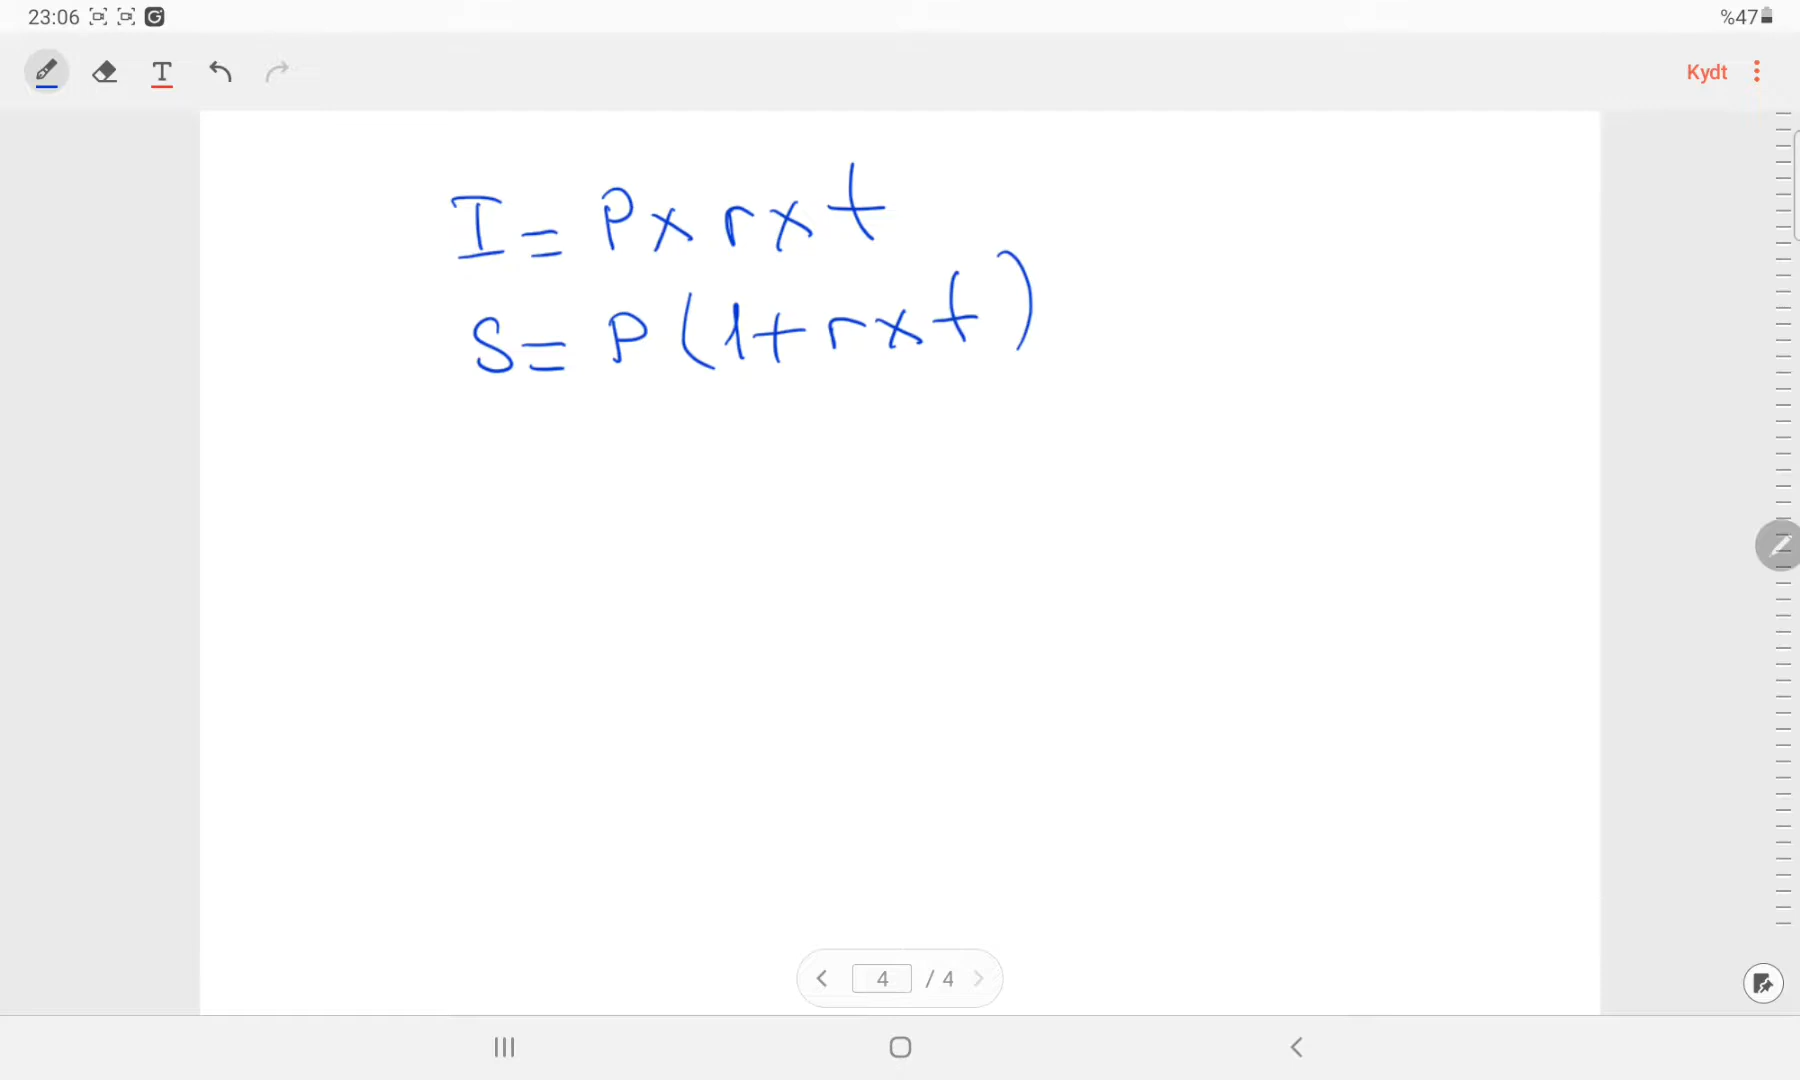 23:06 %47
T Kydt
I = P x r x t
S = P (1 + r x t)
4 / 4